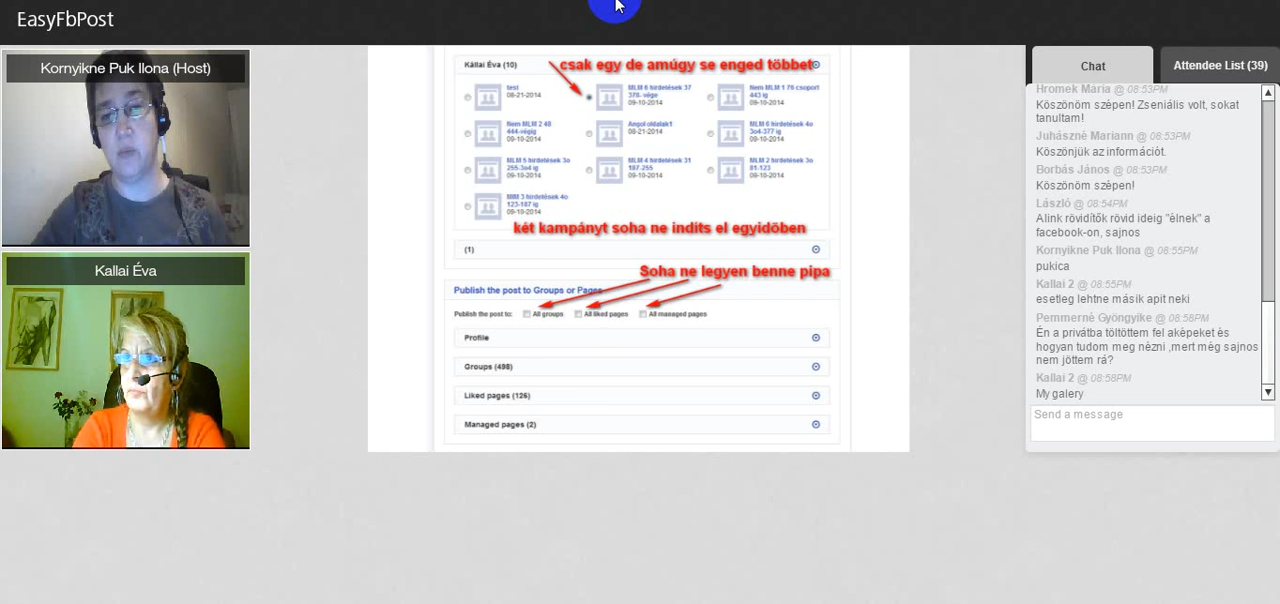 EasyFbPost
Kornyikne Puk Ilona (Host)
Kallai Éva
Kállai Éva (10)
csak egy de amúgy se enged többet
test
08-21-2014
MLM 6 hirdetések 37
378- vége
09-10-2014
Nem MLM 1 76 csoport
443 ig
09-10-2014
Nem MLM 2 48
444-végig
09-10-2014
Angol oldalak1
08-21-2014
MLM 6 hirdetések 4o
3o4-377 ig
09-10-2014
MLM 5 hirdetések 3o
255-3o4 ig
09-10-2014
MLM 4 hirdetések 31
187-255
09-10-2014
MLM 2 hirdetések 3o
81-123
09-10-2014
MlM 3 hirdetések 4o
123-187 ig
09-10-2014
két kampányt soha ne indíts el egyidöben
(1)
Soha ne legyen benne pipa
Publish the post to Groups or Pages
Publish the post to: All groups All liked pages All managed pages
Profile
Groups (498)
Liked pages (126)
Managed pages (2)
Chat
Attendee List (39)
Hromek Mária @ 08:53PM
Köszönöm szèpen! Zseniális volt, sokat
tanultam!
Juhászné Mariann @ 08:53PM
Köszönjük az információt.
Borbás János @ 08:53PM
Köszönöm szêpen!
László @ 08:54PM
Alink rövidítők rövid ideig "élnek" a
facebook-on, sajnos
Kornyikne Puk Ilona @ 08:55PM
pukica
Kallai 2 @ 08:55PM
esetleg lehtne másik apit neki
Pemmerné Gyöngyike @ 08:58PM
Én a privátba töltöttem fel aképeket ès
hogyan tudom meg nèzni ,mert mèg sajnos
nem jöttem rá?
Kallai 2 @ 08:58PM
My galery
Send a message